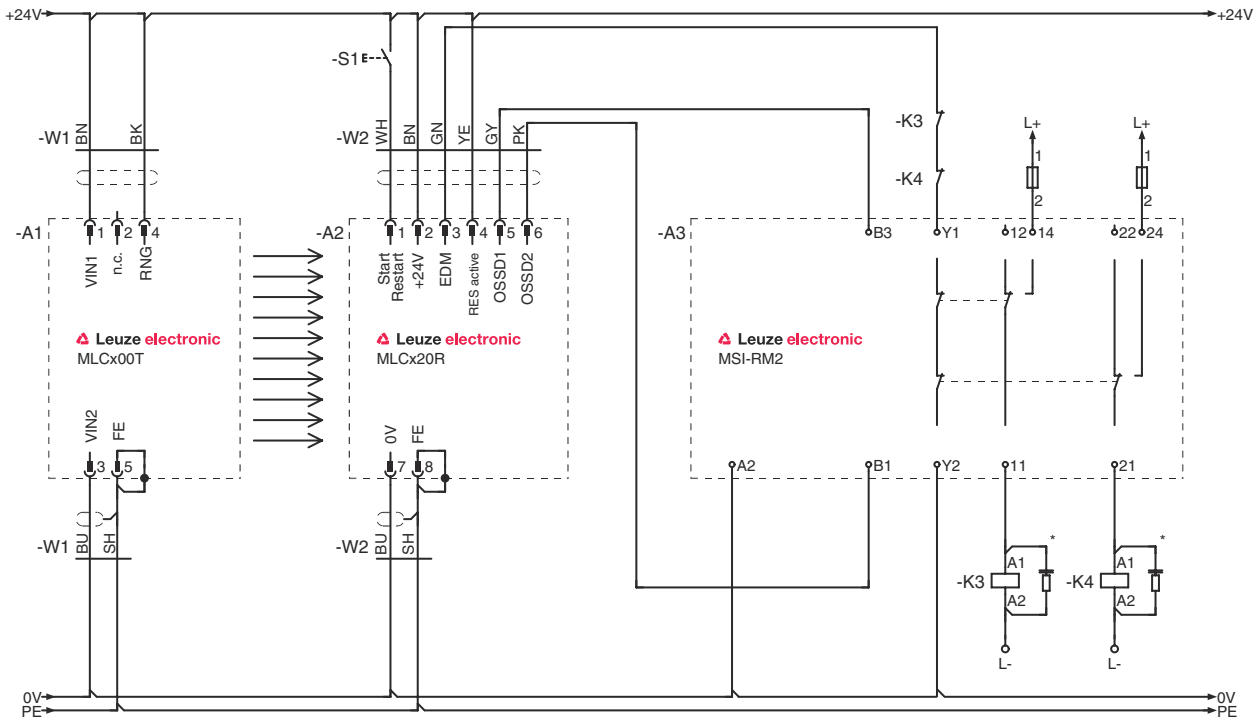 +24V +24V
-S1
-W1 BN BK
-W2 WH BN GN YE GY PK
-K3
-K4
L+ L+
1 1
2 2
-A1 1 2 4
VIN1 n.c. RNG
-A2 1 2 3 4 5 6
Start Restart +24V EDM RES active OSSD1 OSSD2
-A3 B3 Y1 12 14 22 24
Leuze electronic
MLCx00T
Leuze electronic
MLCx20R
Leuze electronic
MSI-RM2
VIN2 FE
3 5
0V FE
7 8
A2 B1 Y2 11 21
-W1 BU SH
-W2 BU SH
* *
-K3 A1 A2
-K4 A1 A2
L- L-
0V 0V
PE PE